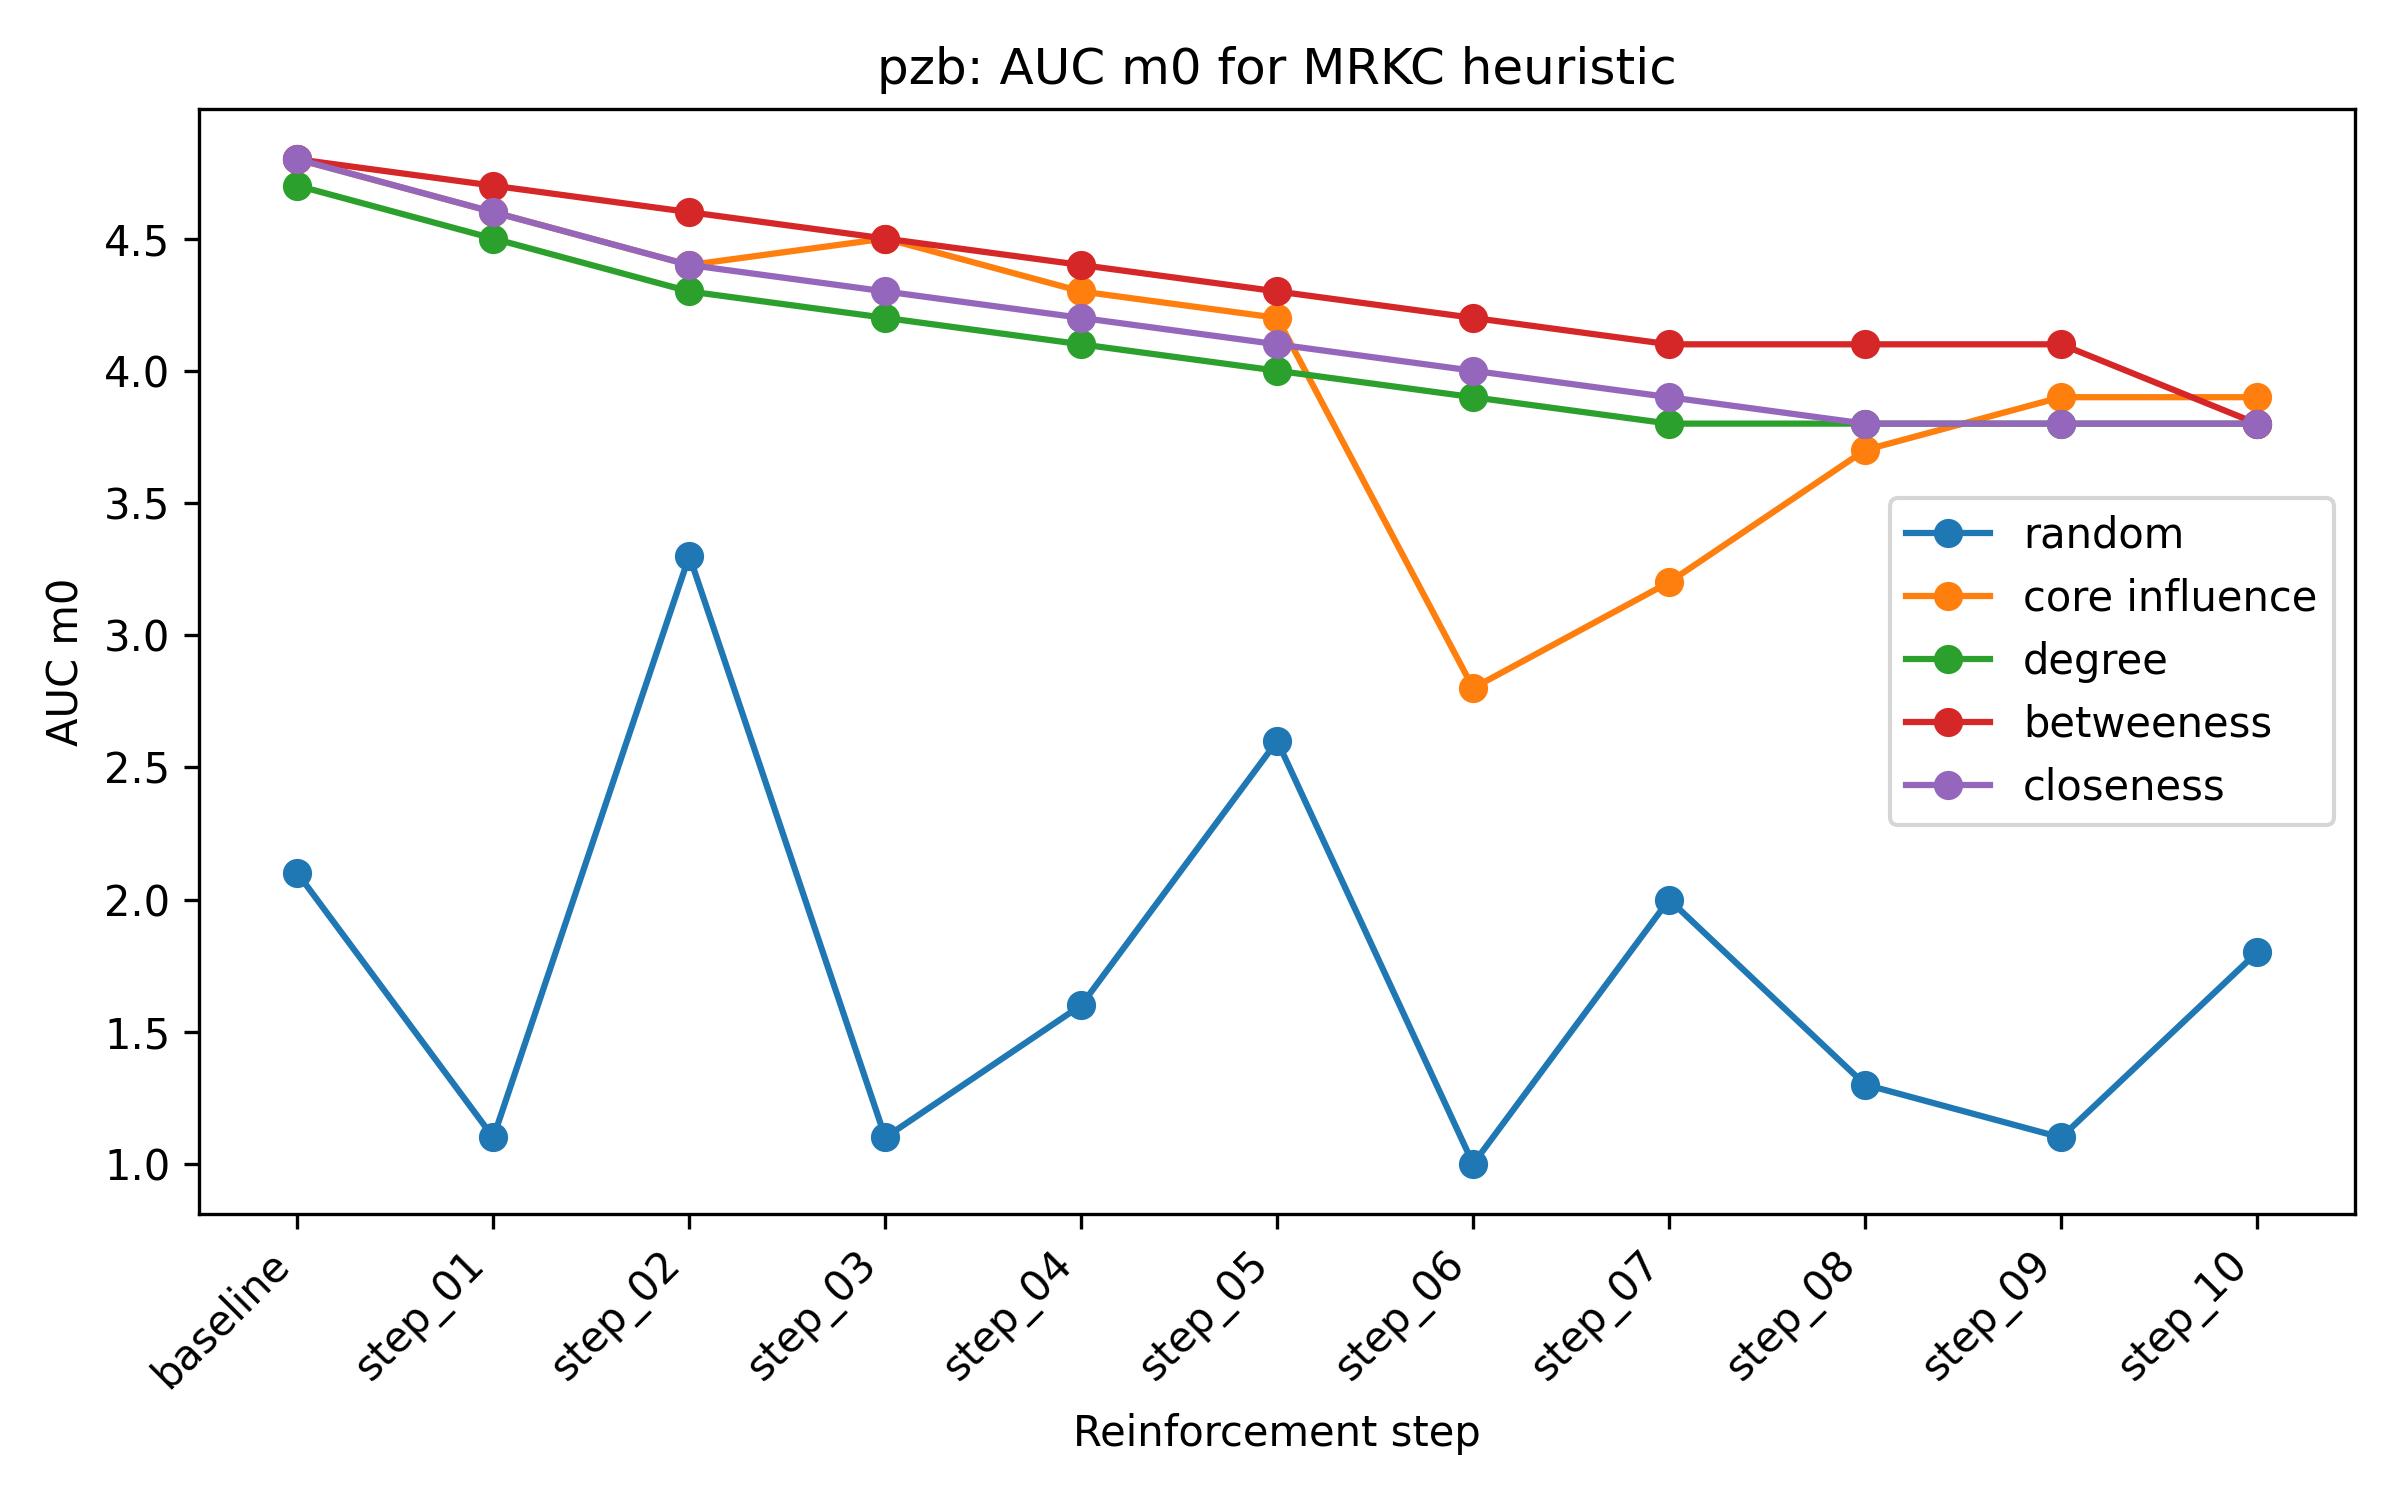 pzb: AUC m0 for MRKC heuristic
AUC m0
4.5
4.0
3.5
3.0
2.5
2.0
1.5
1.0
random
core influence
degree
betweeness
closeness
baseline
step_01
step_02
step_03
step_04
step_05
step_06
step_07
step_08
step_09
step_10
Reinforcement step